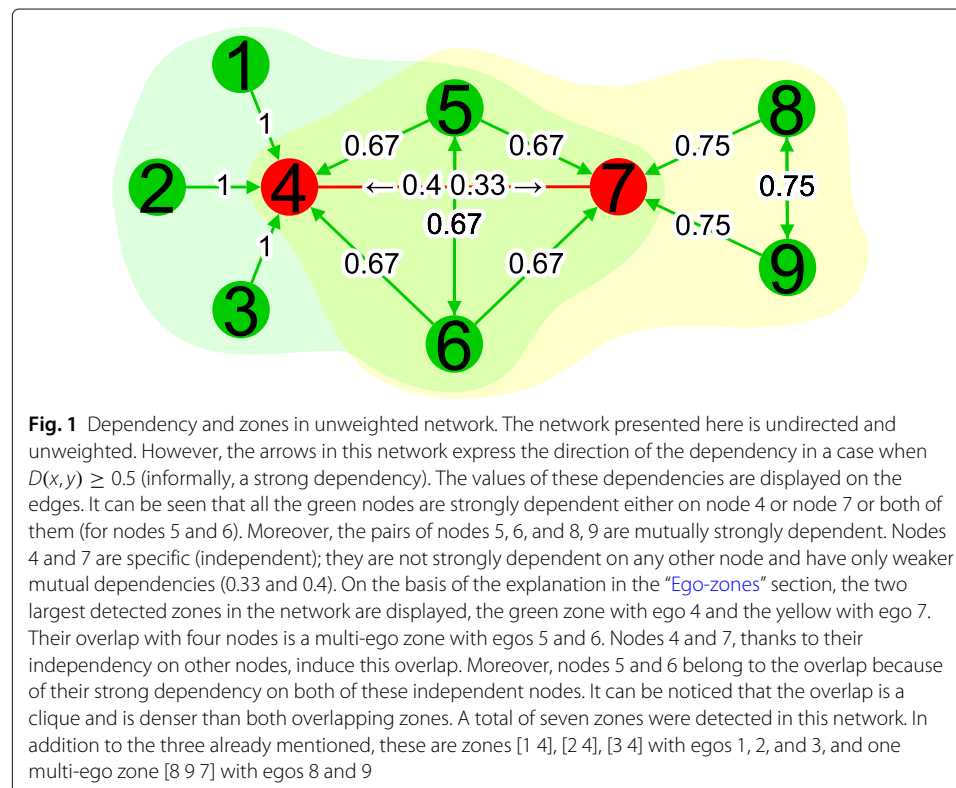 1
5
8
1
0.67
0.67
0.75
2
1
4
← 0.4 0.33 →
7
0.75
0.67
1
0.75
3
0.67
0.67
9
6
Fig. 1 Dependency and zones in unweighted network. The network presented here is undirected and
unweighted. However, the arrows in this network express the direction of the dependency in a case when
D(x, y) ≥ 0.5 (informally, a strong dependency). The values of these dependencies are displayed on the
edges. It can be seen that all the green nodes are strongly dependent either on node 4 or node 7 or both of
them (for nodes 5 and 6). Moreover, the pairs of nodes 5, 6, and 8, 9 are mutually strongly dependent. Nodes
4 and 7 are specific (independent); they are not strongly dependent on any other node and have only weaker
mutual dependencies (0.33 and 0.4). On the basis of the explanation in the “Ego-zones” section, the two
largest detected zones in the network are displayed, the green zone with ego 4 and the yellow with ego 7.
Their overlap with four nodes is a multi-ego zone with egos 5 and 6. Nodes 4 and 7, thanks to their
independency on other nodes, induce this overlap. Moreover, nodes 5 and 6 belong to the overlap because
of their strong dependency on both of these independent nodes. It can be noticed that the overlap is a
clique and is denser than both overlapping zones. A total of seven zones were detected in this network. In
addition to the three already mentioned, these are zones [1 4], [2 4], [3 4] with egos 1, 2, and 3, and one
multi-ego zone [8 9 7] with egos 8 and 9